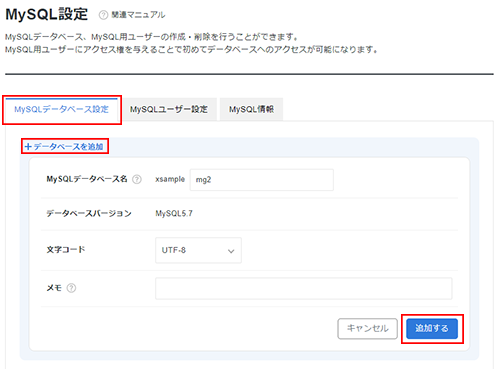 MySQL設定 ? 関連マニュアル
MySQLデータベース、MySQL用ユーザーの作成・削除を行うことができます。
MySQL用ユーザーにアクセス権を与えることで初めてデータベースへのアクセスが可能になります。
MySQLデータベース設定 MySQLユーザー設定 MySQL情報
+データベースを追加
MySQLデータベース名 ? xsample mg2
データベースバージョン MySQL5.7
文字コード UTF-8
メモ ?
キャンセル 追加する